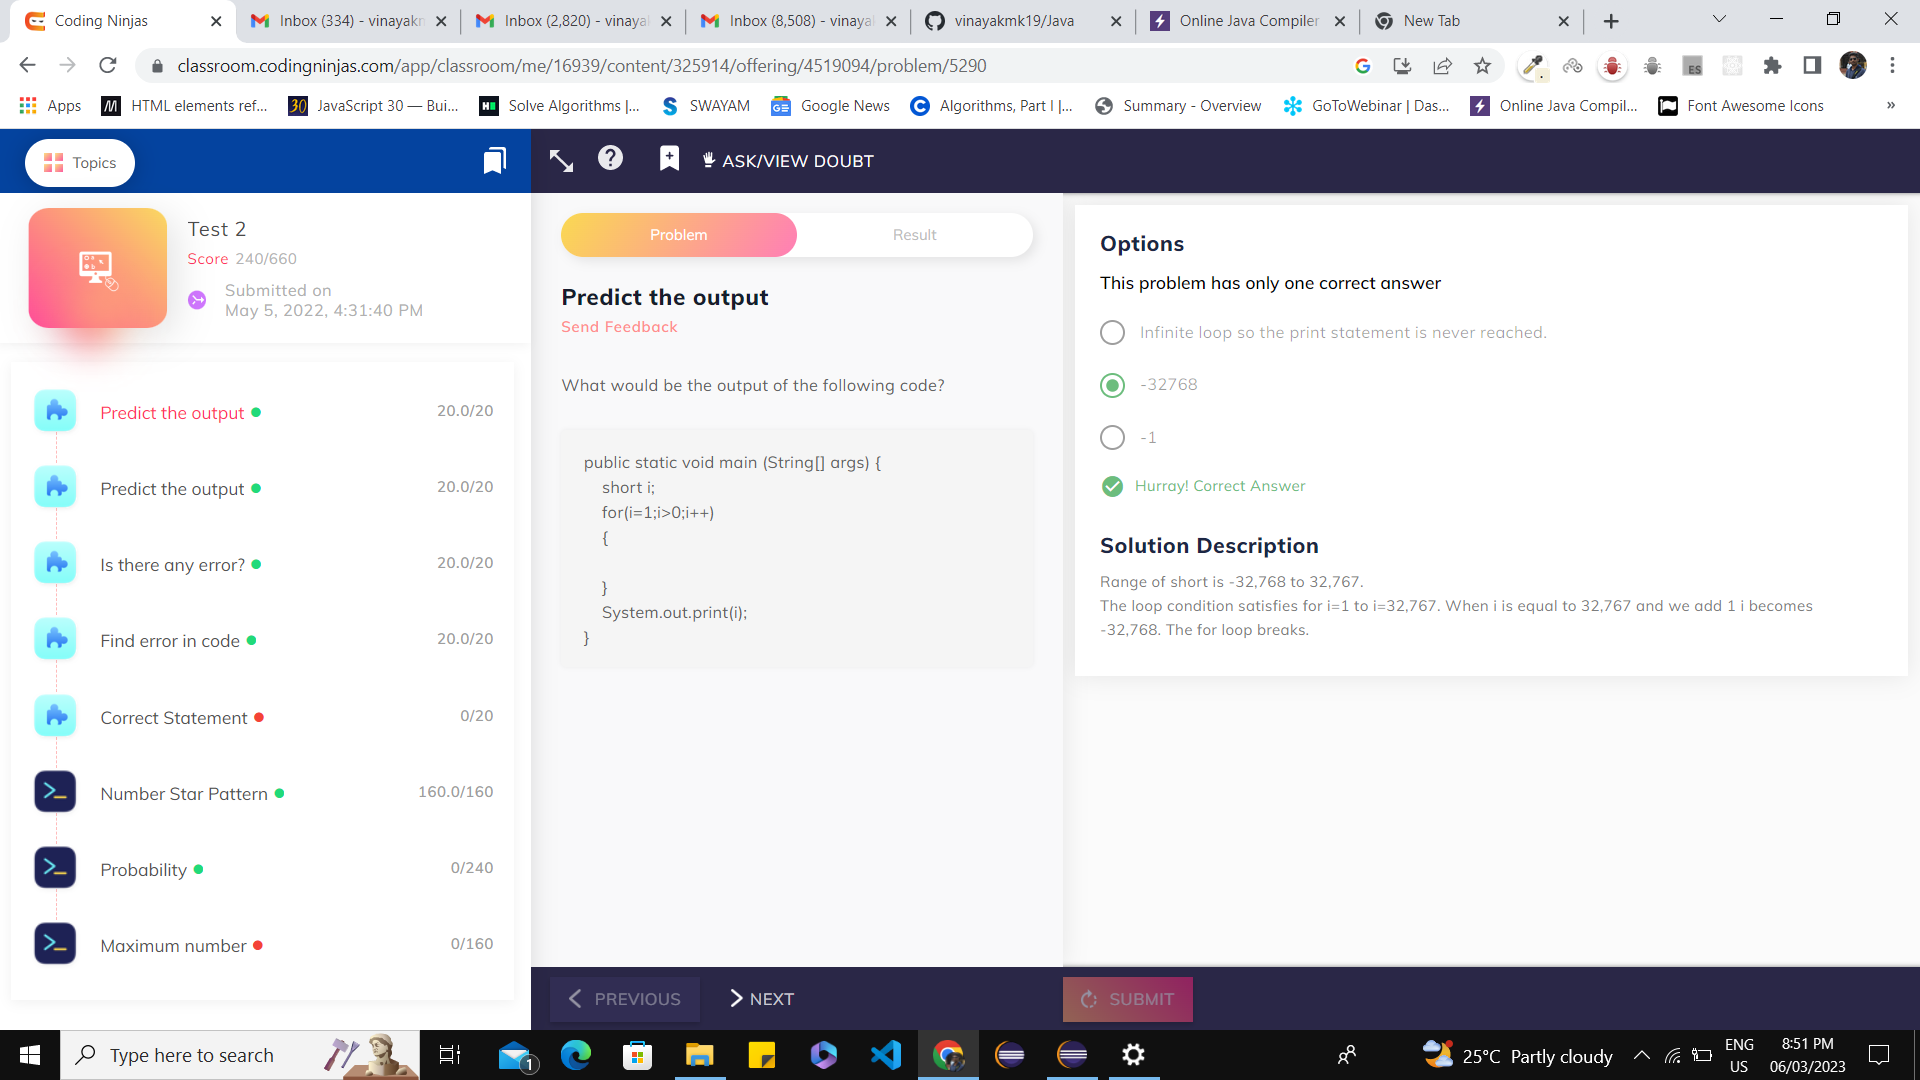 Coding Ninjas
Inbox (334) - vinayakm
Inbox (2,820) - vinayal
Inbox (8,508) - vinayal
vinayakmk19/Java
Online Java Compiler
New Tab
classroom.codingninjas.com/app/classroom/me/16939/content/325914/offering/4519094/problem/5290
Apps
HTML elements ref...
JavaScript 30 — Bui...
Solve Algorithms |...
SWAYAM
Google News
Algorithms, Part I |...
Summary - Overview
GoToWebinar | Das...
Online Java Compil...
Font Awesome Icons
»
Topics
ASK/VIEW DOUBT
Test 2
Score 240/660
Submitted on
May 5, 2022, 4:31:40 PM
Predict the output 20.0/20
Predict the output 20.0/20
Is there any error? 20.0/20
Find error in code 20.0/20
Correct Statement 0/20
Number Star Pattern 160.0/160
Probability 0/240
Maximum number 0/160
Problem
Result
Predict the output
Send Feedback
What would be the output of the following code?
public static void main (String[] args) {
short i;
for(i=1;i>0;i++)
{
}
System.out.print(i);
}
Options
This problem has only one correct answer
Infinite loop so the print statement is never reached.
-32768
-1
Hurray! Correct Answer
Solution Description
Range of short is -32,768 to 32,767.
The loop condition satisfies for i=1 to i=32,767. When i is equal to 32,767 and we add 1 i becomes
-32,768. The for loop breaks.
PREVIOUS
NEXT
SUBMIT
Type here to search
1
25°C Partly cloudy
ENG
US
8:51 PM
06/03/2023